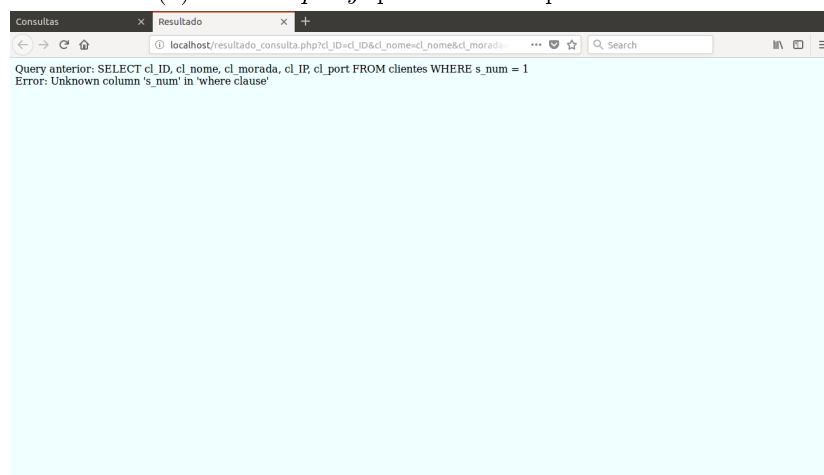 Consultas × Resultado × +
localhost/resultado_consulta.php?cl_ID=cl_ID&cl_nome=cl_nome&cl_morada= ••• Search
Query anterior: SELECT cl_ID, cl_nome, cl_morada, cl_IP, cl_port FROM clientes WHERE s_num = 1
Error: Unknown column 's_num' in 'where clause'